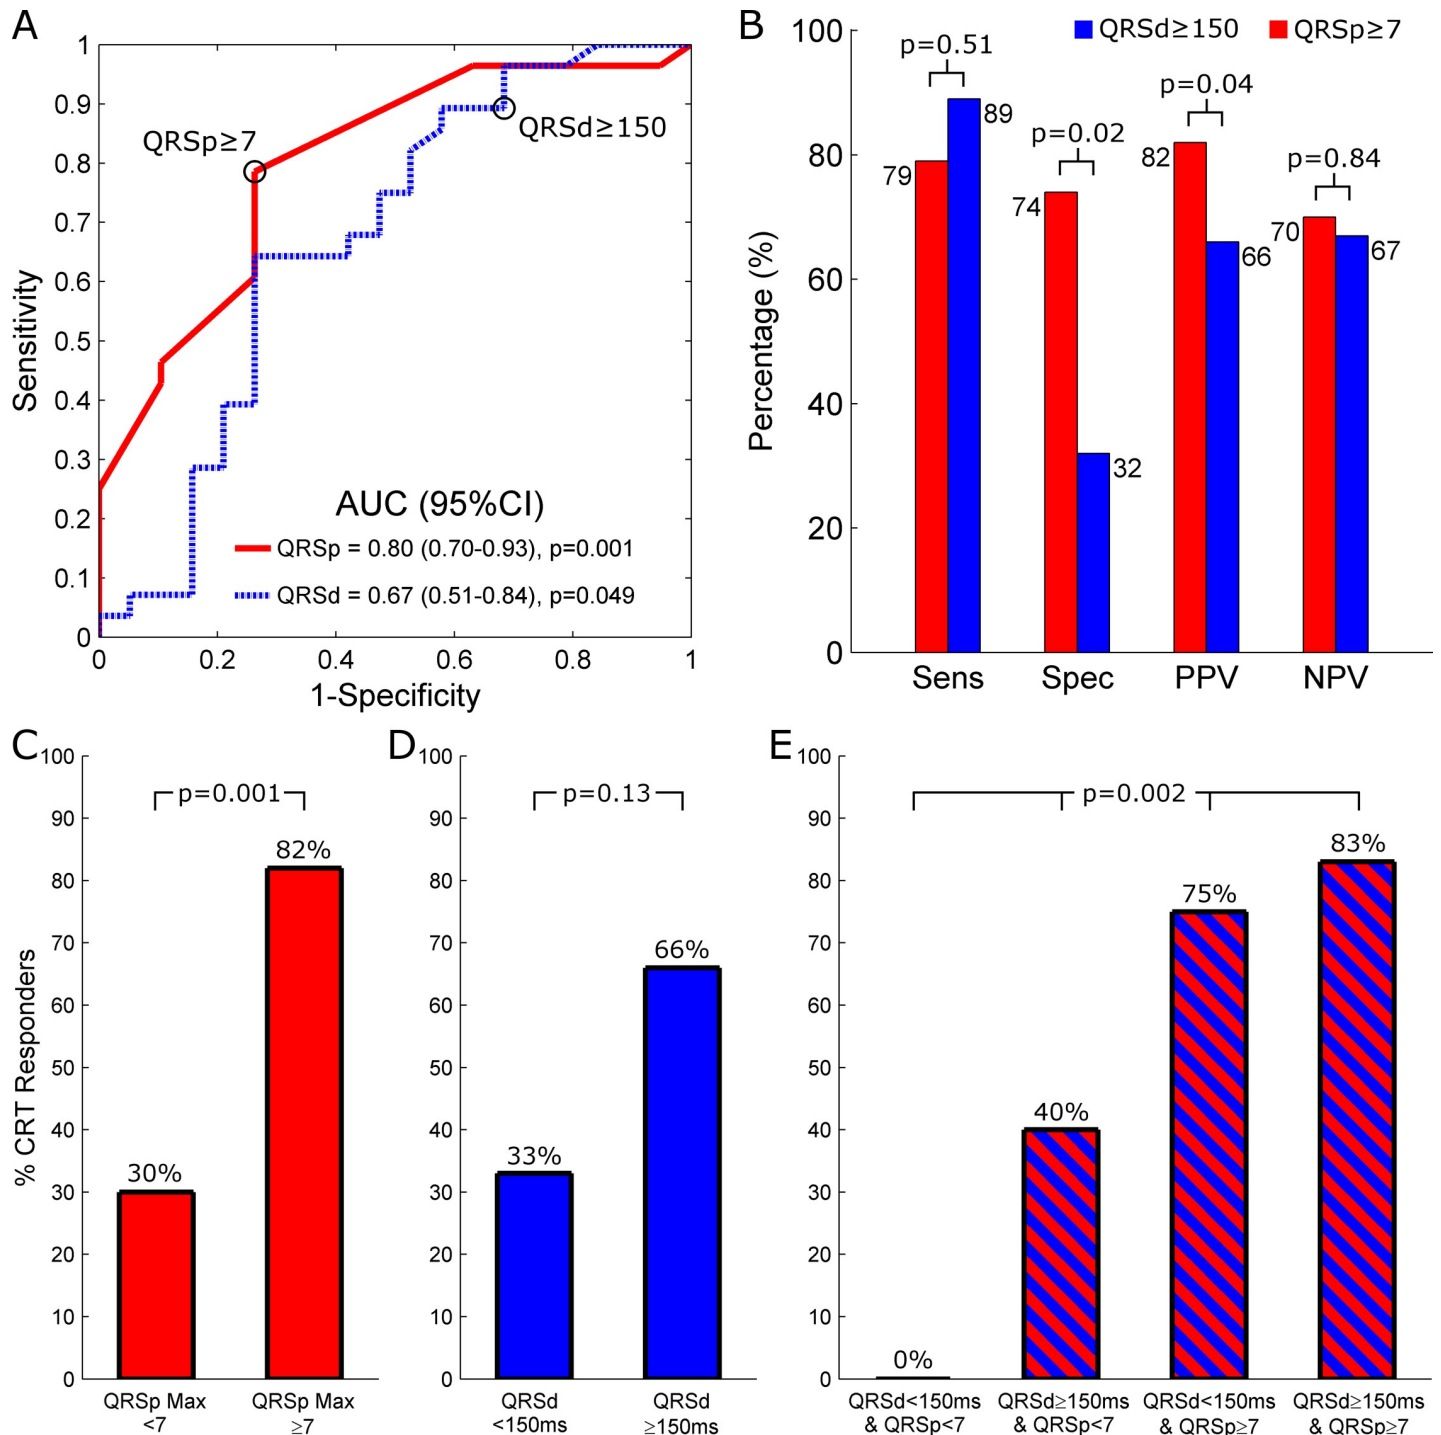 A
1
0.9
0.8
0.7
0.6
0.5
0.4
0.3
0.2
0.1
0
Sensitivity
QRSp≥7
QRSd≥150
AUC (95%CI)
QRSp = 0.80 (0.70-0.93), p=0.001
QRSd = 0.67 (0.51-0.84), p=0.049
0 0.2 0.4 0.6 0.8 1
1-Specificity
B
QRSd≥150 QRSp≥7
100
80
60
40
20
0
Percentage (%)
p=0.51
p=0.02
p=0.04
p=0.84
79 89
74 32
82 66
70 67
Sens Spec PPV NPV
C
100
90
80
70
60
50
40
30
20
10
0
% CRT Responders
p=0.001
30%
82%
QRSp Max QRSp Max
<7 ≥7
D
100
90
80
70
60
50
40
30
20
10
0
p=0.13
33%
66%
QRSd QRSd
<150ms ≥150ms
E
100
90
80
70
60
50
40
30
20
10
0
p=0.002
0%
40%
75%
83%
QRSd<150ms QRSd≥150ms QRSd<150ms QRSd≥150ms
& QRSp<7 & QRSp<7 & QRSp≥7 & QRSp≥7